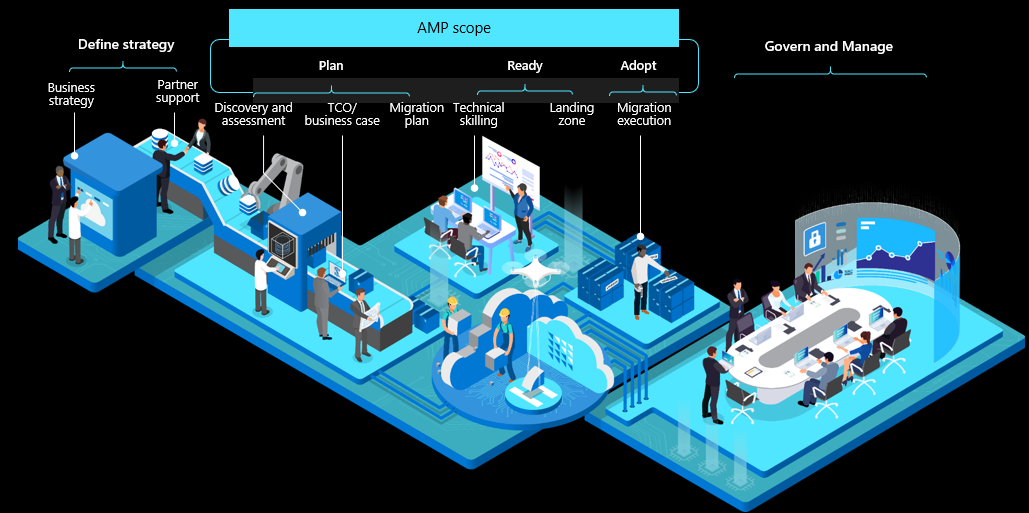 AMP scope
Define strategy
Govern and Manage
Plan
Ready
Adopt
Business
strategy
Partner
support
Discovery and
assessment
TCO/
business case
Migration
plan
Technical
skilling
Landing
zone
Migration
execution